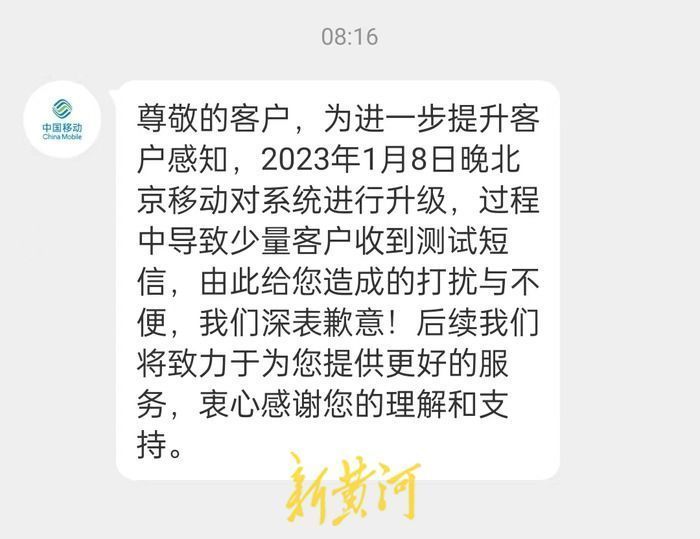 08:16
中国移动
China Mobile
尊敬的客户，为进一步提升客
户感知，2023年1月8日晚北
京移动对系统进行升级，过程
中导致少量客户收到测试短
信，由此给您造成的打扰与不
便，我们深表歉意！后续我们
将致力于为您提供更好的服
务，衷心感谢您的理解和支
持。
新黄河